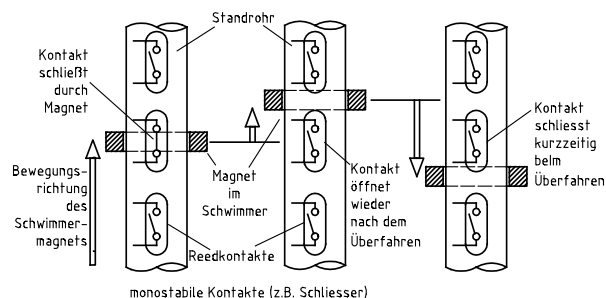 Standrohr
Kontakt
schließt
durch
Magnet
Bewegungs-
richtung
des
Schwimmer-
magnets
Magnet
im
Schwimmer
Reedkontakte
Kontakt
öffnet
wieder
nach dem
Überfahren
Kontakt
schliesst
kurzzeitig
beIm
Überfahren
monostabile Kontakte (z.B. Schliesser)